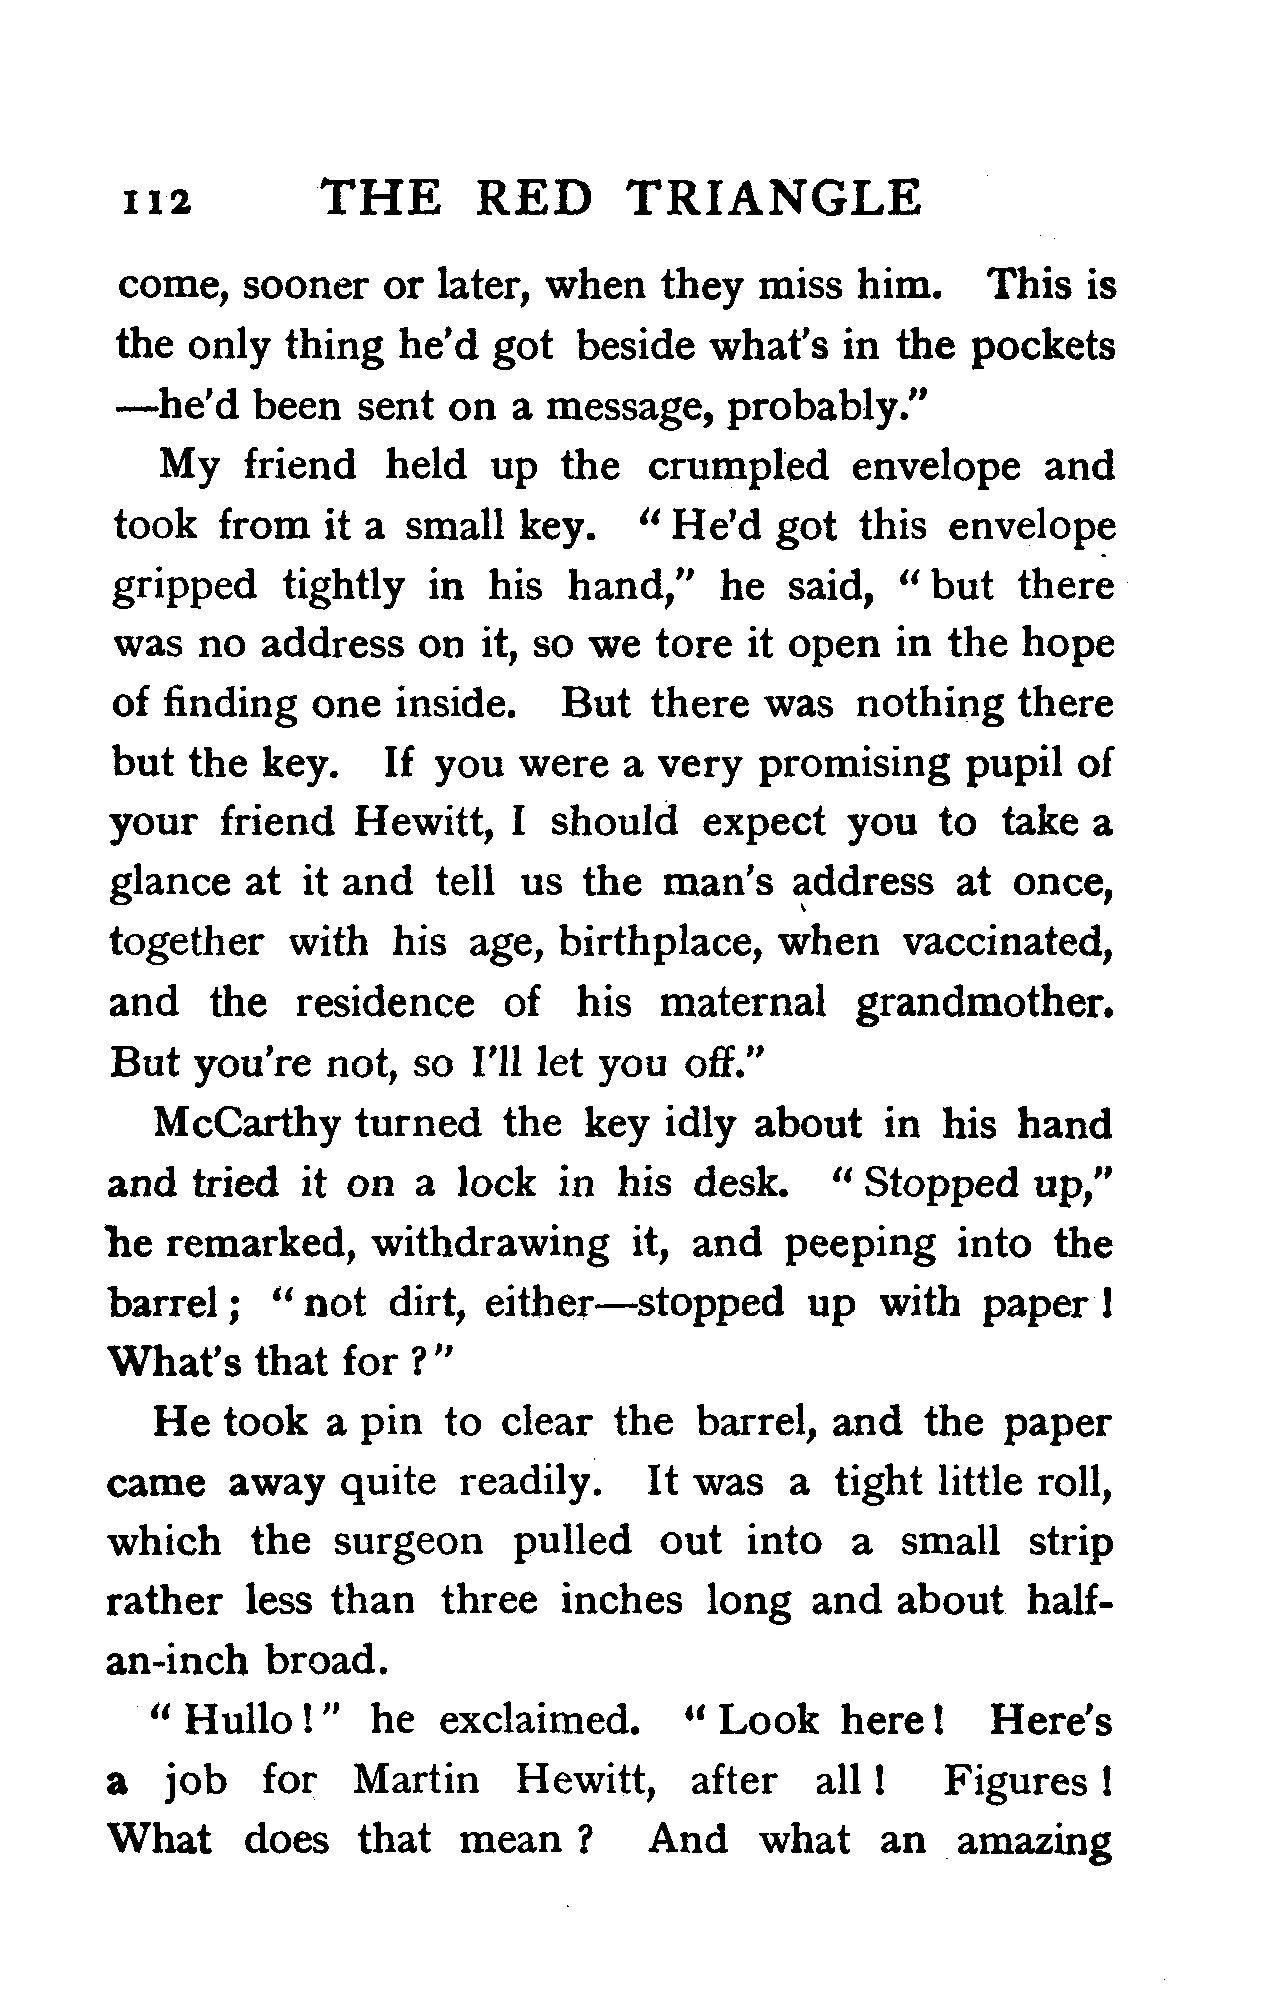 112 THE RED TRIANGLE
come, sooner or later, when they miss him. This is
the only thing he'd got beside what's in the pockets
—he'd been sent on a message, probably."
My friend held up the crumpled envelope and
took from it a small key. "He'd got this envelope
gripped tightly in his hand," he said, "but there
was no address on it, so we tore it open in the hope
of finding one inside. But there was nothing there
but the key. If you were a very promising pupil of
your friend Hewitt, I should expect you to take a
glance at it and tell us the man's address at once,
together with his age, birthplace, when vaccinated,
and the residence of his maternal grandmother.
But you're not, so I'll let you off."
McCarthy turned the key idly about in his hand
and tried it on a lock in his desk. "Stopped up,"
he remarked, withdrawing it, and peeping into the
barrel; "not dirt, either—stopped up with paper!
What's that for?"
He took a pin to clear the barrel, and the paper
came away quite readily. It was a tight little roll,
which the surgeon pulled out into a small strip
rather less than three inches long and about half-
an-inch broad.
"Hullo!" he exclaimed. "Look here! Here's
a job for Martin Hewitt, after all! Figures!
What does that mean? And what an amazing